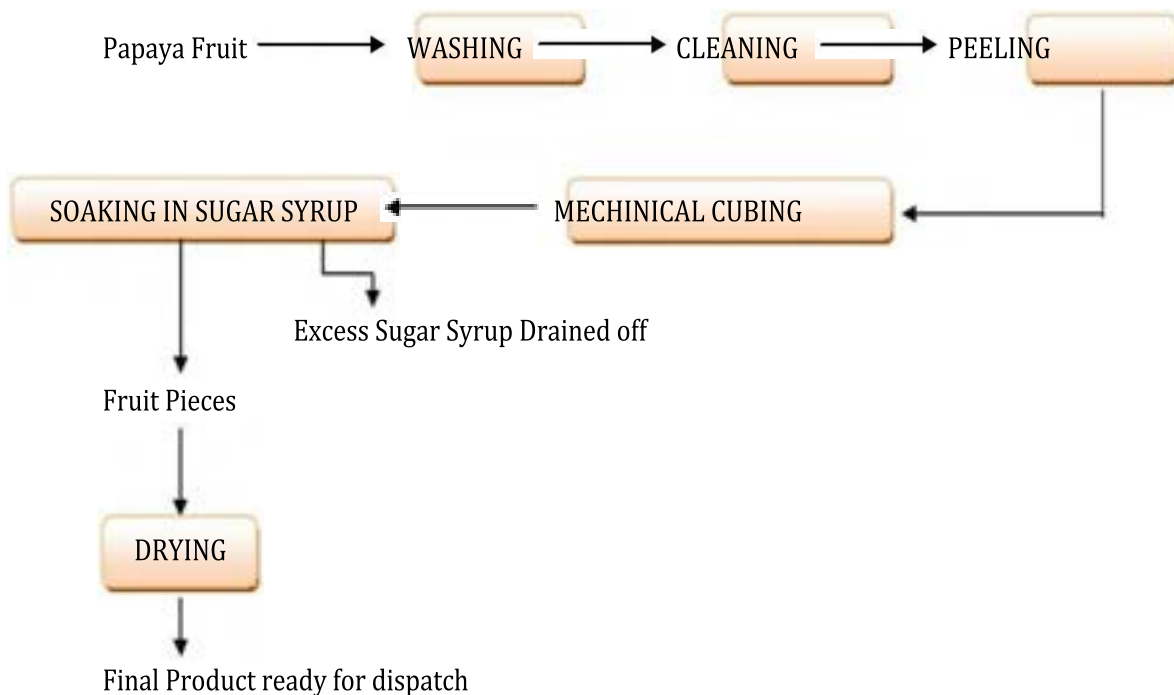 Papaya Fruit WASHING CLEANING PEELING
SOAKING IN SUGAR SYRUP MECHINICAL CUBING
Excess Sugar Syrup Drained off
Fruit Pieces
DRYING
Final Product ready for dispatch